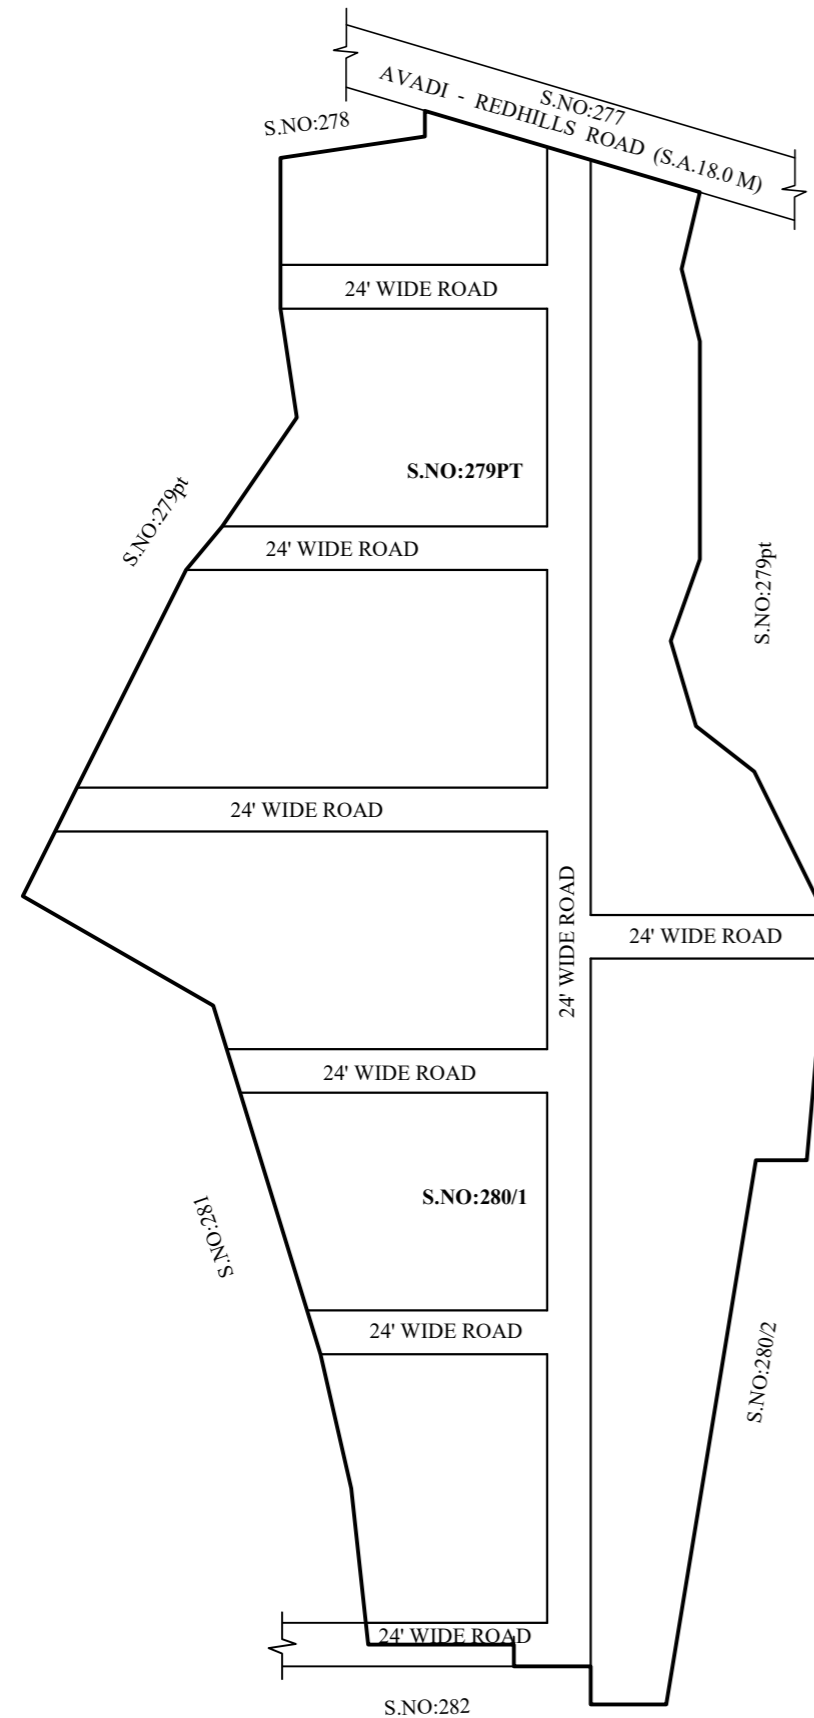 S.NO:277
AVADI - REDHILLS ROAD (S.A.18.0 M)
S.NO:278
24' WIDE ROAD
S.NO:279PT
S.NO:279pt
24' WIDE ROAD
S.NO:279pt
24' WIDE ROAD
24' WIDE ROAD
24' WIDE ROAD
24' WIDE ROAD
S.NO:280/1
S.NO:281
24' WIDE ROAD
S.NO:280/2
24' WIDE ROAD
S.NO:282